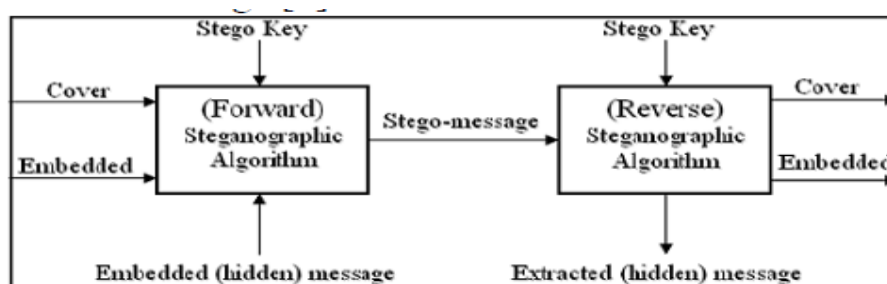 Stego Key
Stego Key
Cover
(Forward)
Steganographic
Algorithm
Stego-message
(Reverse)
Steganographic
Algorithm
Cover
Embedded
Embedded
Embedded (hidden) message
Extracted (hidden) message